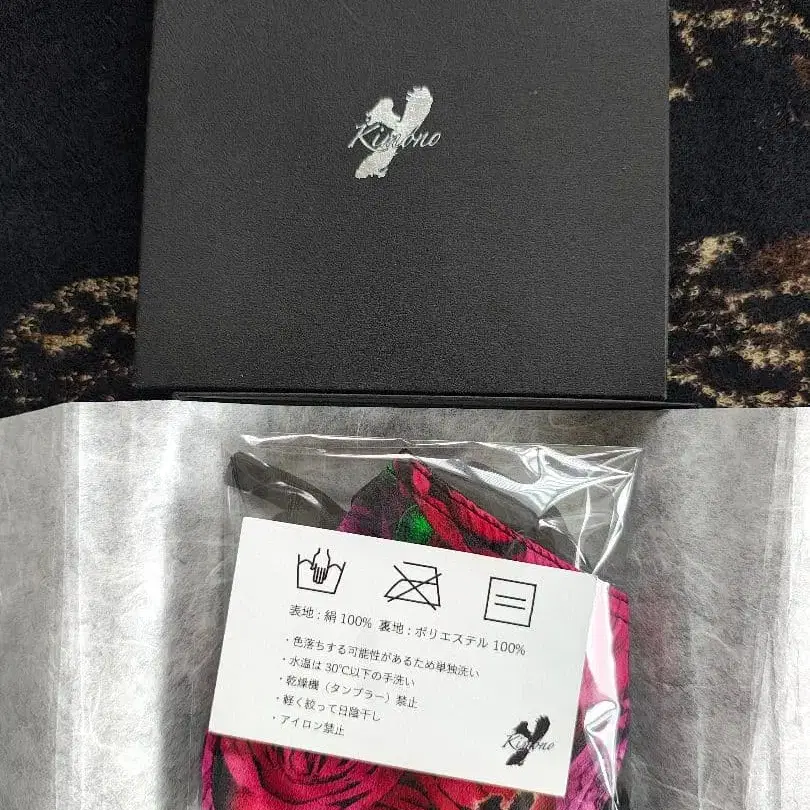 Kimono
表地 : 絹 100% 裏地 : ポリエステル 100%
・色落ちする可能性があるため単独洗い
・水温は 30℃以下の手洗い
・乾燥機（タンブラー）禁止
・軽く絞って日陰干し
・アイロン禁止
Kimono